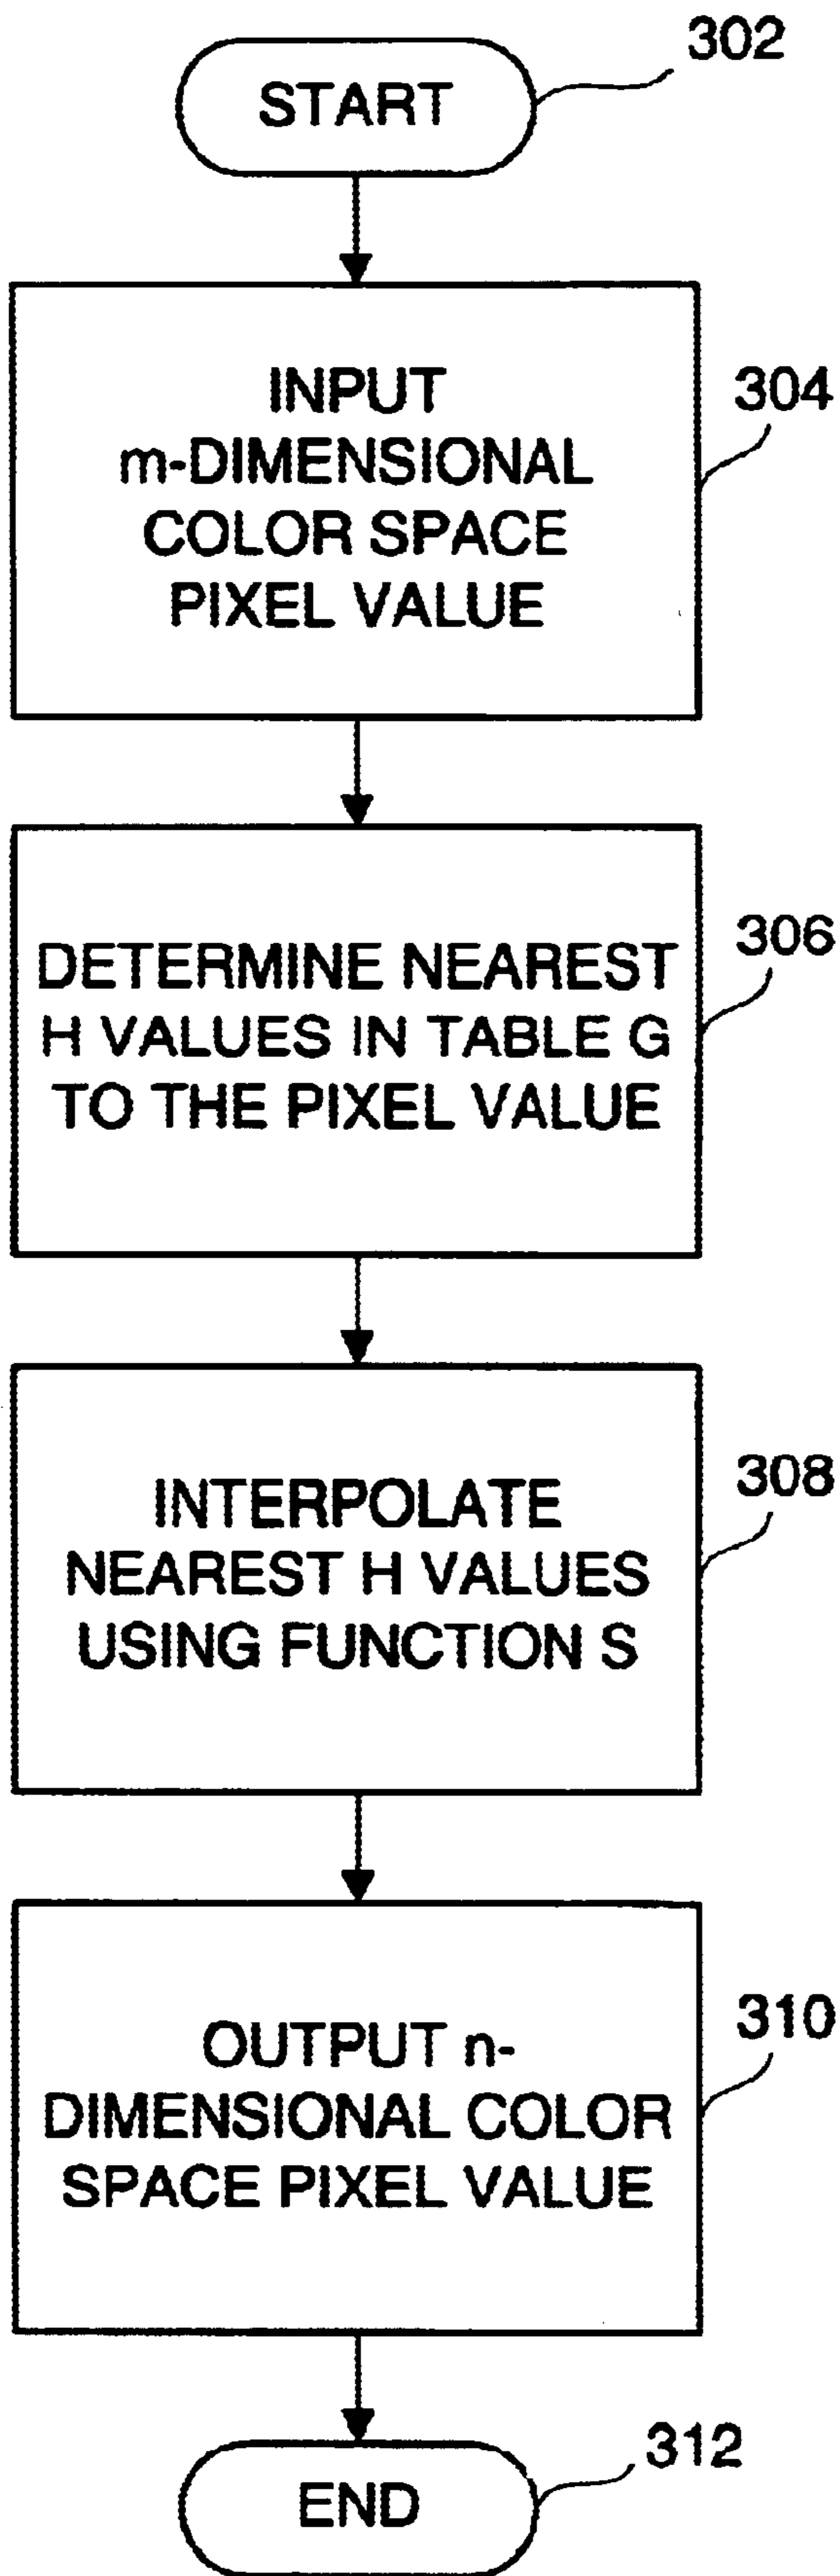 302
START
INPUT
m-DIMENSIONAL
COLOR SPACE
PIXEL VALUE
304
DETERMINE NEAREST
H VALUES IN TABLE G
TO THE PIXEL VALUE
306
INTERPOLATE
NEAREST H VALUES
USING FUNCTION S
308
OUTPUT n-
DIMENSIONAL COLOR
SPACE PIXEL VALUE
310
312
END